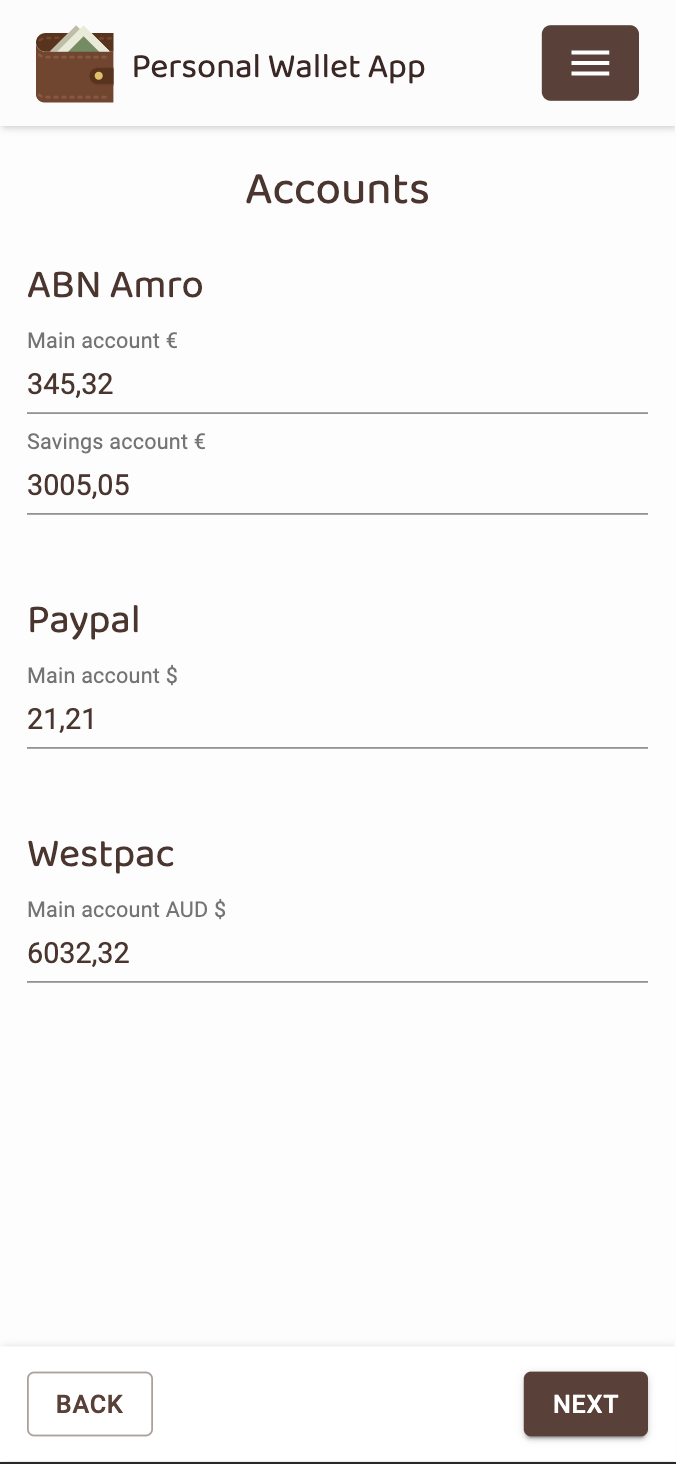 Personal Wallet App
Accounts
ABN Amro
Main account €
345,32
Savings account €
3005,05
Paypal
Main account $
21,21
Westpac
Main account AUD $
6032,32
BACK
NEXT